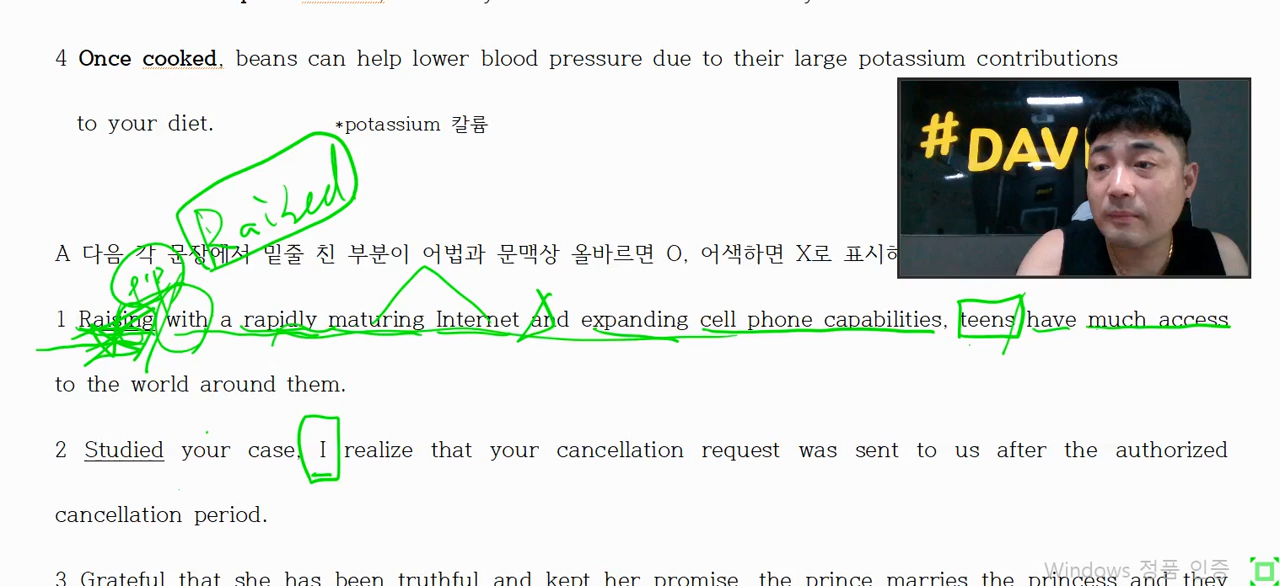 4 Once cooked, beans can help lower blood pressure due to their large potassium contributions
to your diet. *potassium 칼륨
#DAV
Raised
A 다음 각 문장에서 밑줄 친 부분이 어법과 문맥상 올바르면 O, 어색하면 X로 표시하
p.p
1 Raising with a rapidly maturing Internet and expanding cell phone capabilities, teens have much access
to the world around them.
2 Studied your case, I realize that your cancellation request was sent to us after the authorized
cancellation period.
3 Grateful that she has been truthful and kept her promise, the prince marries the princess and the
Windows 정품 인증